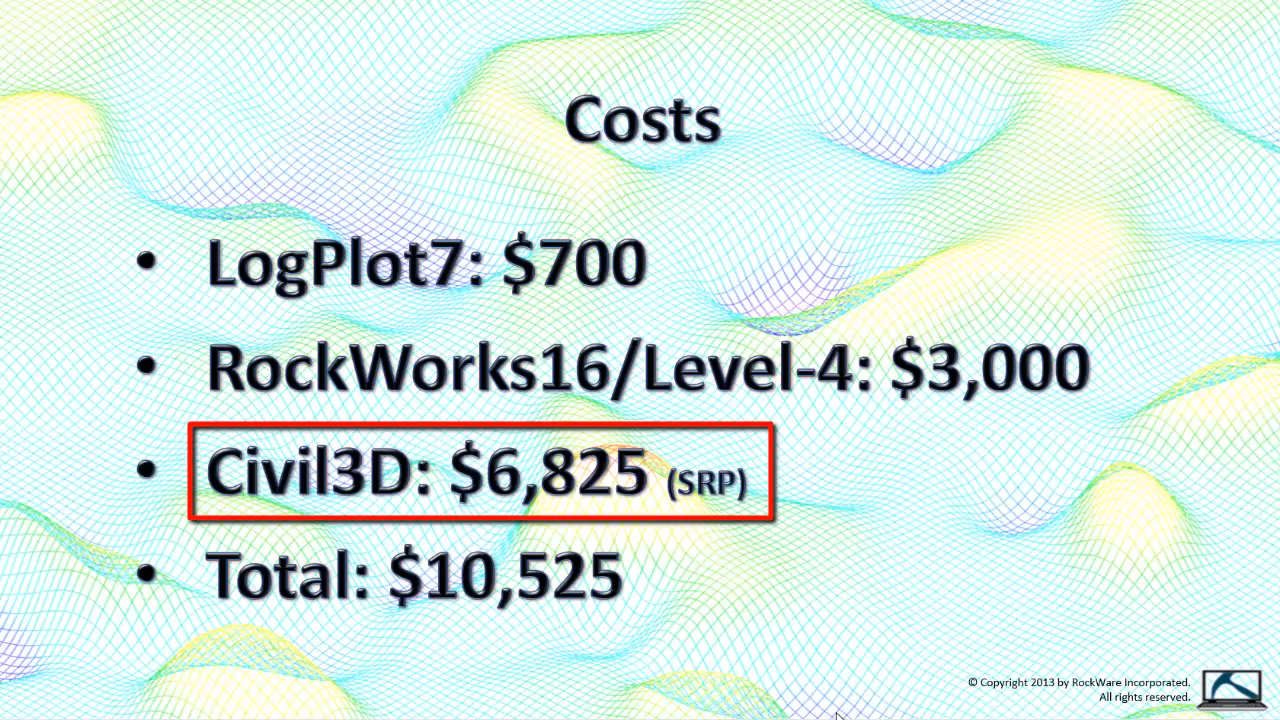 Costs
• LogPlot7: $700
• RockWorks16/Level-4: $3,000
• Civil3D: $6,825 (SRP)
• Total: $10,525
© Copyright 2013 by RockWare Incorporated.
All rights reserved.